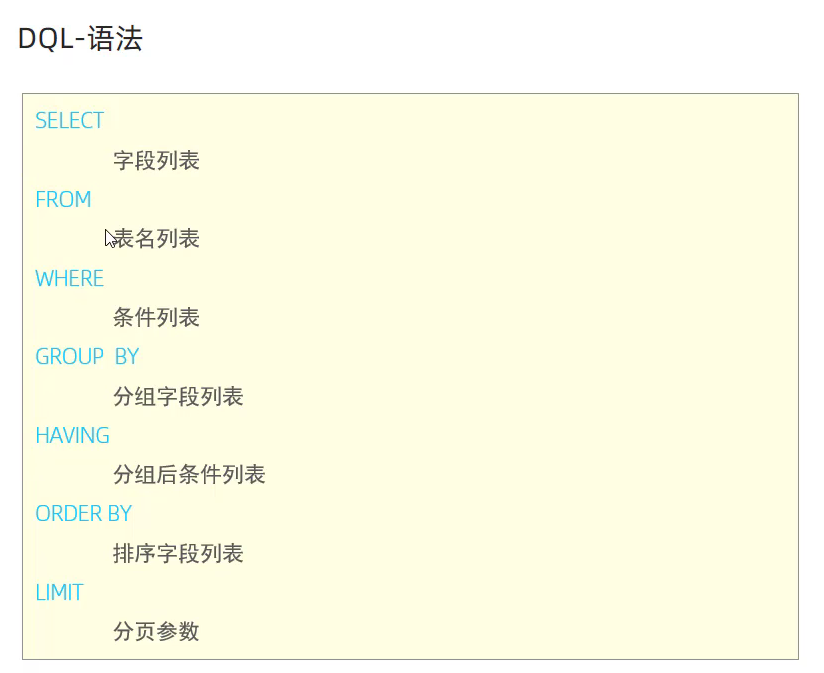 DQL-语法
SELECT
字段列表
FROM
表名列表
WHERE
条件列表
GROUP BY
分组字段列表
HAVING
分组后条件列表
ORDER BY
排序字段列表
LIMIT
分页参数